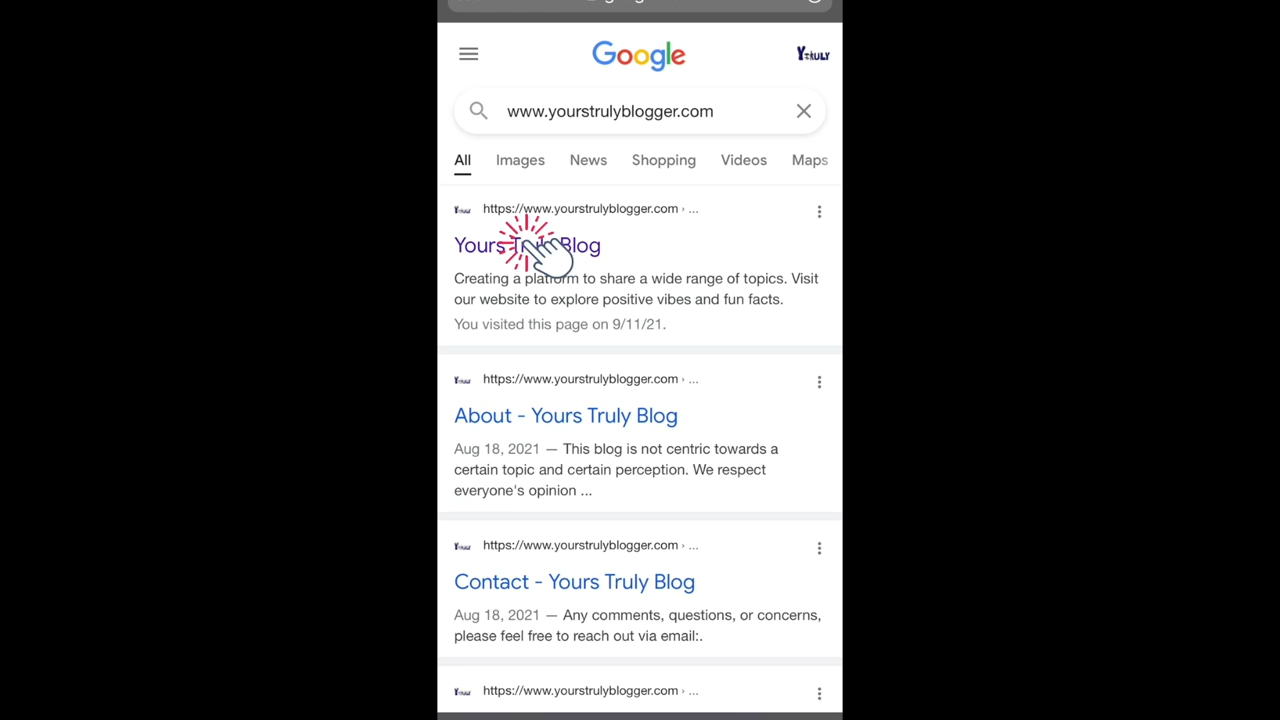 Google
YTRULY
www.yourstrulyblogger.com
All Images News Shopping Videos Maps
https://www.yourstrulyblogger.com › ...
Yours Truly Blog
Creating a platform to share a wide range of topics. Visit
our website to explore positive vibes and fun facts.
You visited this page on 9/11/21.
https://www.yourstrulyblogger.com › ...
About - Yours Truly Blog
Aug 18, 2021 — This blog is not centric towards a
certain topic and certain perception. We respect
everyone's opinion ...
https://www.yourstrulyblogger.com › ...
Contact - Yours Truly Blog
Aug 18, 2021 — Any comments, questions, or concerns,
please feel free to reach out via email:.
https://www.yourstrulyblogger.com › ...